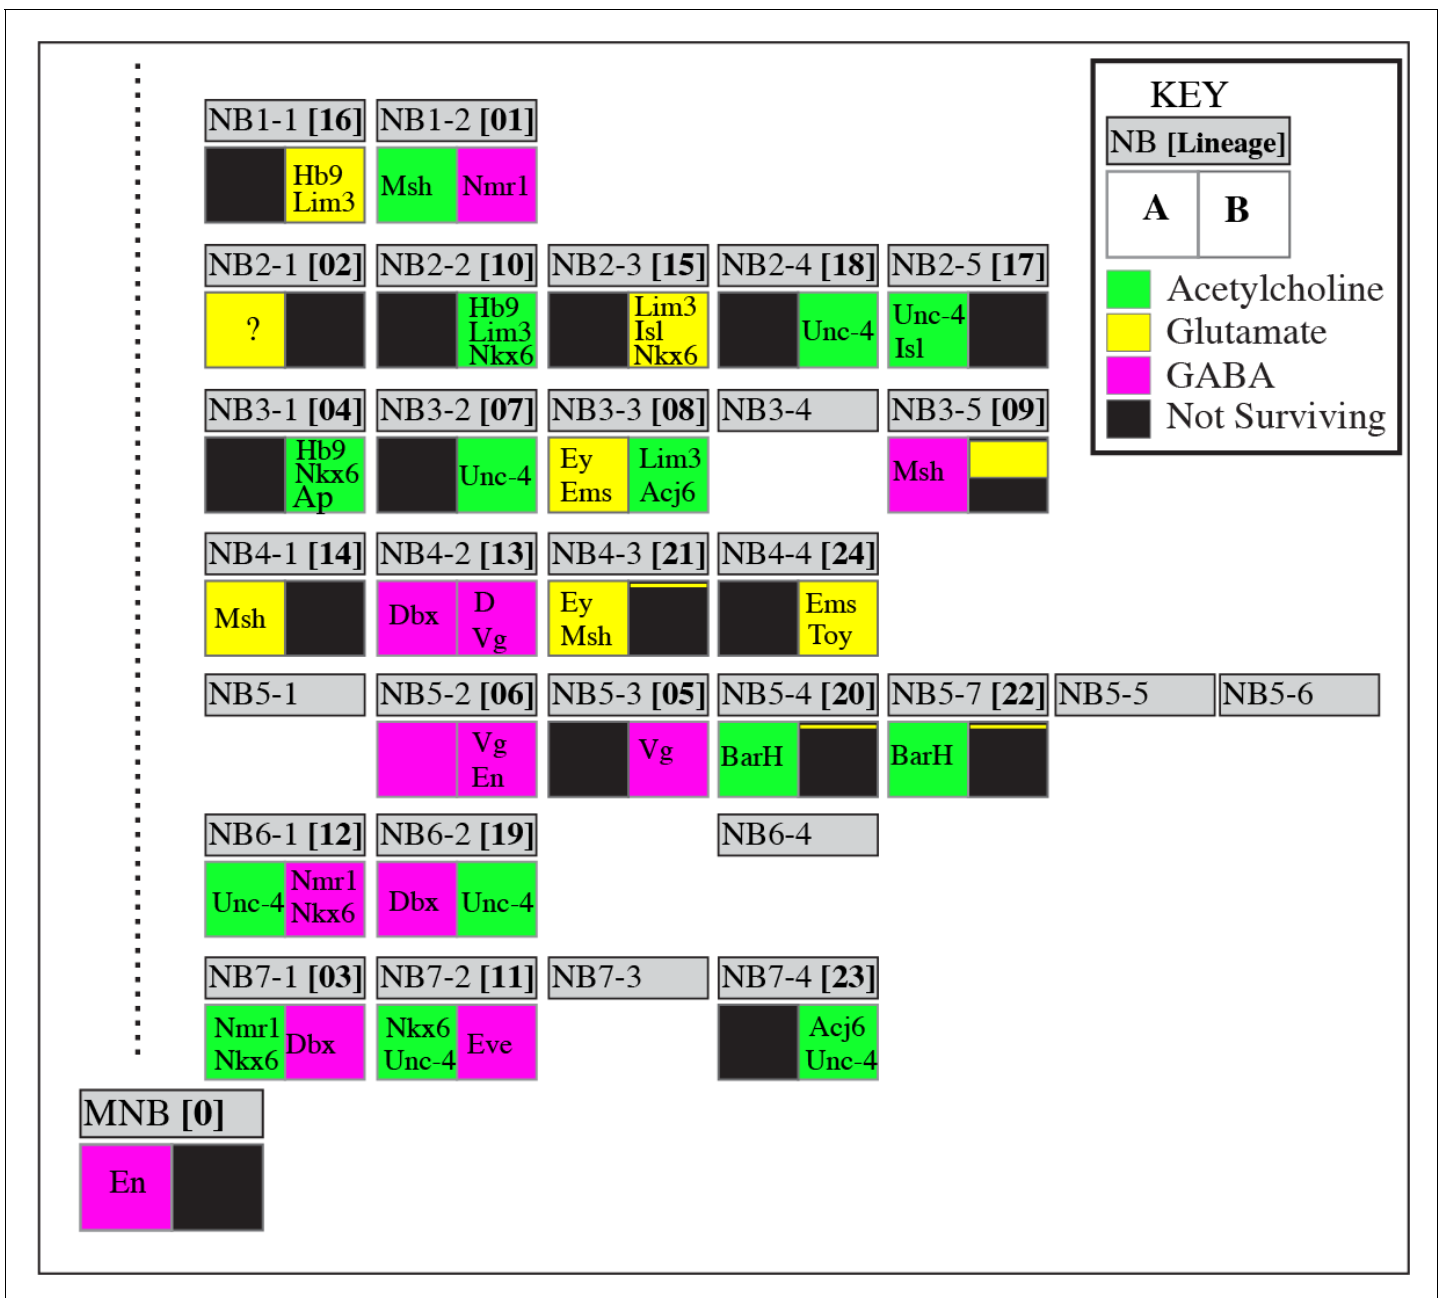 KEY
NB [Lineage]
A B
Acetylcholine
Glutamate
GABA
Not Surviving
NB1-1 [16] NB1-2 [01]
Hb9
Lim3
Msh Nmr1
NB2-1 [02] NB2-2 [10] NB2-3 [15] NB2-4 [18] NB2-5 [17]
?
Hb9
Lim3
Nkx6
Lim3
Isl
Nkx6
Unc-4
Unc-4
Isl
NB3-1 [04] NB3-2 [07] NB3-3 [08] NB3-4 NB3-5 [09]
Hb9
Nkx6
Ap
Unc-4
Ey
Ems
Lim3
Acj6
Msh
NB4-1 [14] NB4-2 [13] NB4-3 [21] NB4-4 [24]
Msh
Dbx
D
Vg
Ey
Msh
Ems
Toy
NB5-1 NB5-2 [06] NB5-3 [05] NB5-4 [20] NB5-7 [22] NB5-5 NB5-6
Vg
En
Vg
BarH
BarH
NB6-1 [12] NB6-2 [19] NB6-4
Unc-4
Nmr1
Nkx6
Dbx Unc-4
NB7-1 [03] NB7-2 [11] NB7-3 NB7-4 [23]
Nmr1
Nkx6
Dbx
Nkx6
Unc-4
Eve
Acj6
Unc-4
MNB [0]
En